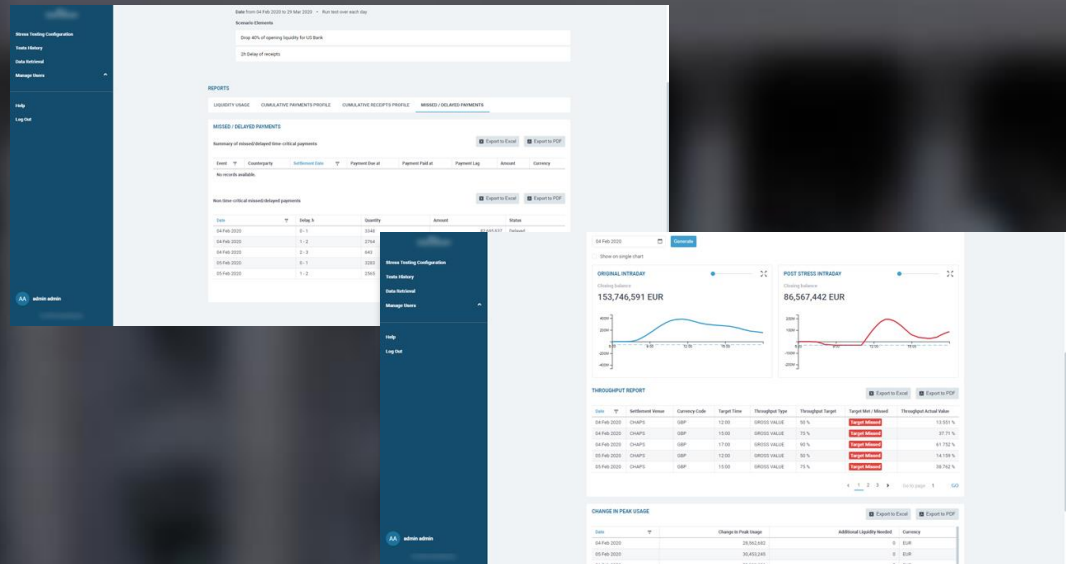 Date from 04 Feb 2020 to 29 Mar 2020 • Run test over each day
Scenario Elements
Drop 40% of opening liquidity for US Bank
2h Delay of receipts
Stress Testing Configuration
Tests History
Data Retrieval
Manage Users
Help
Log Out
AA admin admin
REPORTS
LIQUIDITY USAGE CUMULATIVE PAYMENTS PROFILE CUMULATIVE RECEIPTS PROFILE MISSED / DELAYED PAYMENTS
MISSED / DELAYED PAYMENTS
Summary of missed/delayed time-critical payments
Export to Excel Export to PDF
Event Counterparty Settlement Date Payment Due at Payment Paid at Payment Lag Amount Currency
No records available.
Non time-critical missed/delayed payments
Export to Excel Export to PDF
Date Delay, h Quantity Amount Status
04-Feb-2020 0 - 1 3348 Delayed
04-Feb-2020 1 - 2 2764
04-Feb-2020 2 - 3 642
05-Feb-2020 0 - 1 3283
05-Feb-2020 1 - 2 2565
Stress Testing Configuration
Tests History
Data Retrieval
Manage Users
Help
Log Out
AA admin admin
04 Feb 2020 Generate
Show on single chart
ORIGINAL INTRADAY
Closing balance
153,746,591 EUR
POST STRESS INTRADAY
Closing balance
86,567,442 EUR
THROUGHPUT REPORT
Export to Excel Export to PDF
Date Settlement Venue Currency Code Target Time Throughput Type Throughput Target Target Met / Missed Throughput Actual Value
04-Feb-2020 CHAPS GBP 12:00 GROSS VALUE 50 % Target Missed 13.551 %
04-Feb-2020 CHAPS GBP 15:00 GROSS VALUE 75 % Target Missed 37.71 %
04-Feb-2020 CHAPS GBP 17:00 GROSS VALUE Target Missed 61.752 %
05-Feb-2020 CHAPS GBP 12:00 GROSS VALUE 50 % Target Missed 14.159 %
05-Feb-2020 CHAPS GBP 15:00 GROSS VALUE 75 % Target Missed 38.762 %
1 2 3 Go to page: 1 GO
CHANGE IN PEAK USAGE
Export to Excel Export to PDF
Date Change In Peak Usage Additional Liquidity Needed Currency
04-Feb-2020 0 EUR
05-Feb-2020 30,453,245 0 EUR